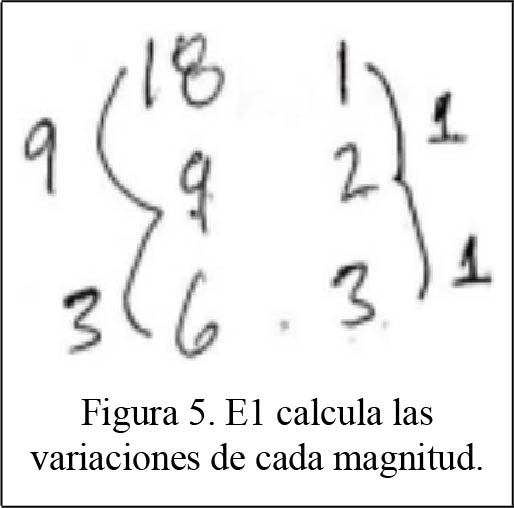 18 1
9 1
9 2
3 1
6 . 3
Figura 5. E1 calcula las
variaciones de cada magnitud.